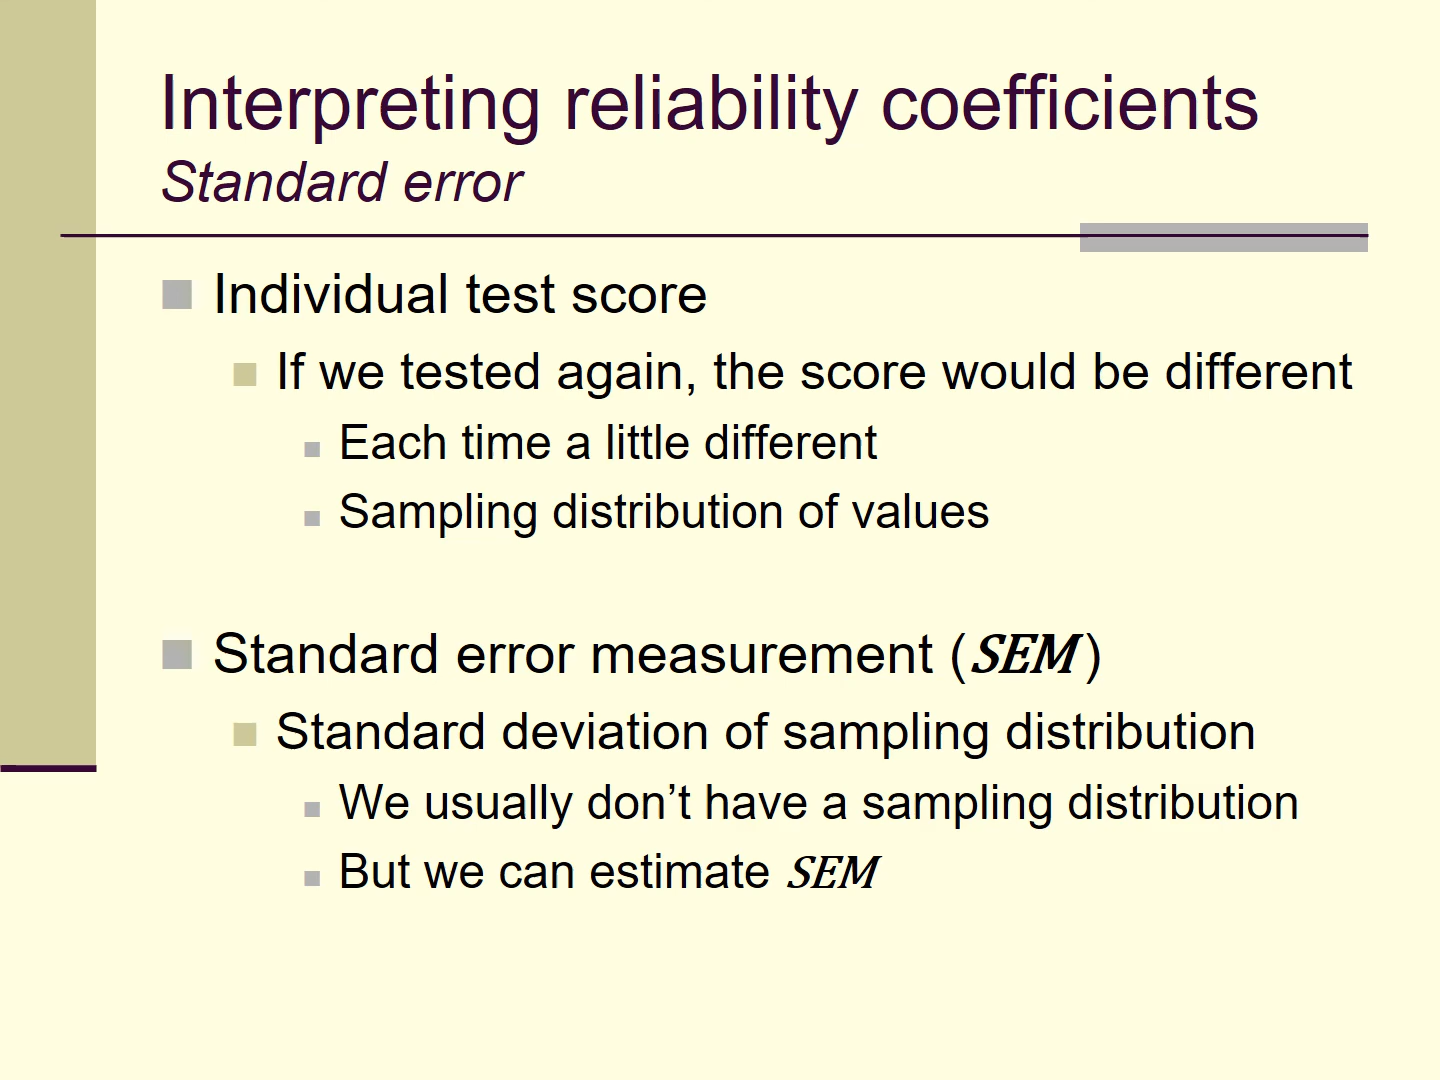 Interpreting reliability coefficients
Standard error
Individual test score
If we tested again, the score would be different
Each time a little different
Sampling distribution of values
Standard error measurement (SEM)
Standard deviation of sampling distribution
We usually don’t have a sampling distribution
But we can estimate SEM